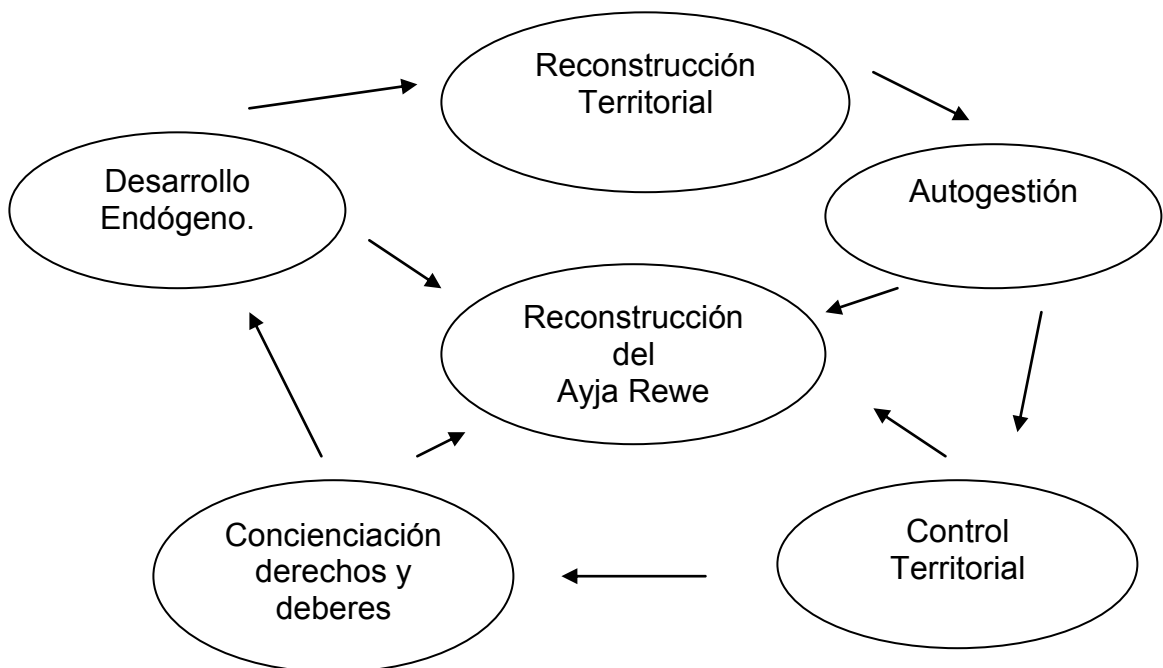 Reconstrucción
Territorial
Desarrollo
Endógeno.
Autogestión
Reconstrucción
del
Ayja Rewe
Concienciación
derechos y
deberes
Control
Territorial